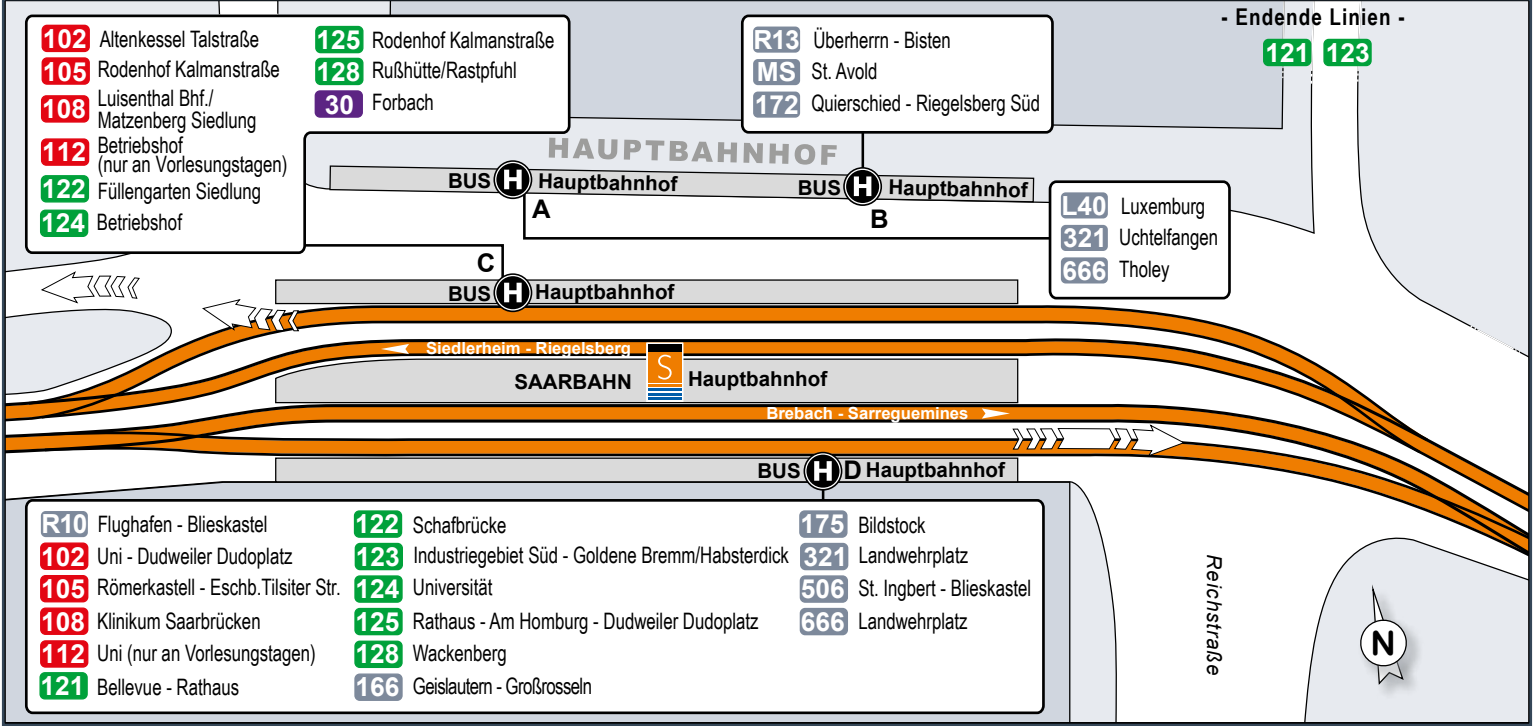 102 Altenkessel Talstraße
105 Rodenhof Kalmanstraße
108 Luisenthal Bhf./
Matzenberg Siedlung
112 Betriebshof
(nur an Vorlesungstagen)
122 Füllengarten Siedlung
124 Betriebshof
125 Rodenhof Kalmanstraße
128 Rußhütte/Rastpfuhl
30 Forbach
R13 Überherrn - Bisten
MS St. Avold
172 Quierschied - Riegelsberg Süd
- Endende Linien -
121 123
HAUPTBAHNHOF
BUS H Hauptbahnhof
A
BUS H Hauptbahnhof
B
L40 Luxemburg
321 Uchtelfangen
666 Tholey
C
BUS H Hauptbahnhof
Siedlerheim - Riegelsberg
SAARBAHN S Hauptbahnhof
Brebach - Sarreguemines
BUS H D Hauptbahnhof
R10 Flughafen - Blieskastel
102 Uni - Dudweiler Dudoplatz
105 Römerkastell - Eschb.Tilsiter Str.
108 Klinikum Saarbrücken
112 Uni (nur an Vorlesungstagen)
121 Bellevue - Rathaus
122 Schafbrücke
123 Industriegebiet Süd - Goldene Bremm/Habsterdick
124 Universität
125 Rathaus - Am Homburg - Dudweiler Dudoplatz
128 Wackenberg
166 Geislautern - Großrosseln
175 Bildstock
321 Landwehrplatz
506 St. Ingbert - Blieskastel
666 Landwehrplatz
Reichstraße
N